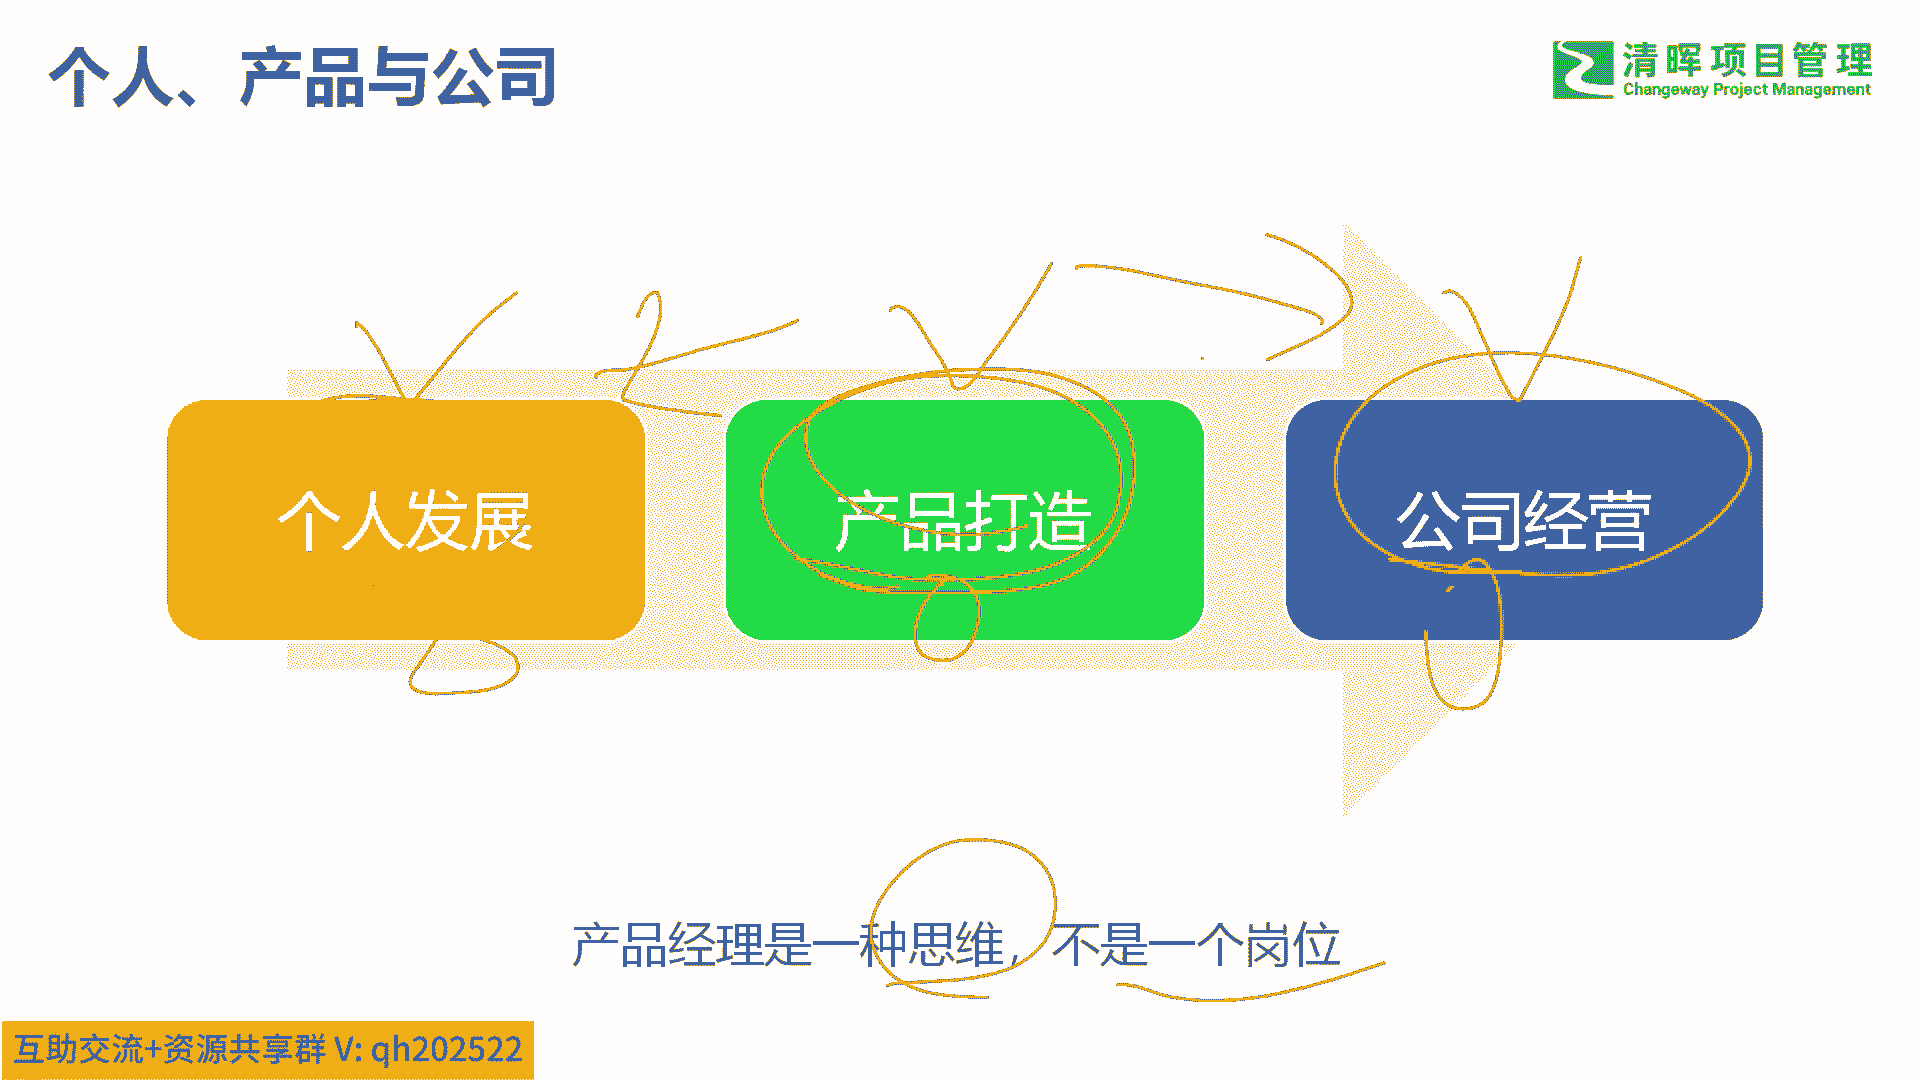 个人、产品与公司
清晖项目管理
Changeway Project Management
个人发展
产品打造
公司经营
产品经理是一种思维，不是一个岗位
互助交流+资源共享群 V: qh202522